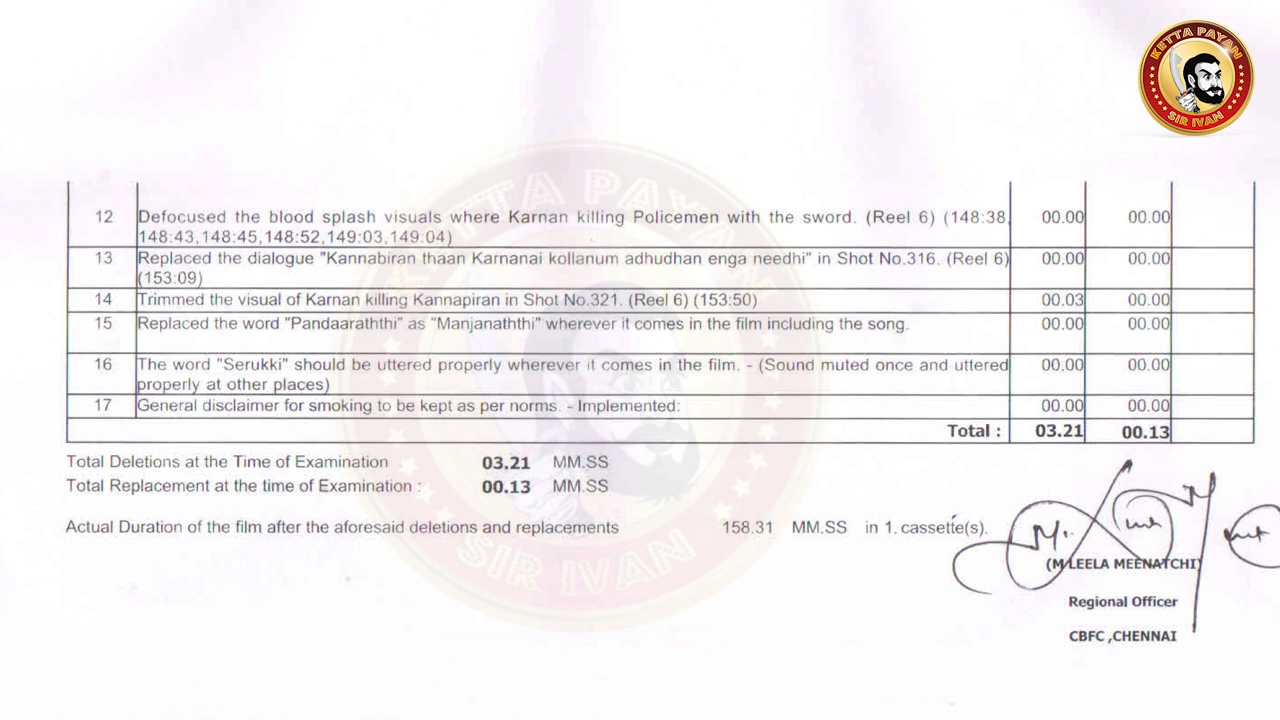 KETTA PAYAN
SIR IVAN
12 Defocused the blood splash visuals where Karnan killing Policemen with the sword. (Reel 6) (148:38, 00.00 00.00
148:43,148:45,148:52,149:03,149:04)
13 Replaced the dialogue "Kannabiran thaan Karnanai kollanum adhudhan enga needhi" in Shot No.316. (Reel 6) 00.00 00.00
(153:09)
14 Trimmed the visual of Karnan killing Kannapiran in Shot No.321. (Reel 6) (153:50) 00.03 00.00
15 Replaced the word "Pandaaraththi" as "Manjanaththi" wherever it comes in the film including the song. 00.00 00.00
16 The word "Serukki" should be uttered properly wherever it comes in the film. - (Sound muted once and uttered 00.00 00.00
properly at other places)
17 General disclaimer for smoking to be kept as per norms. - Implemented: 00.00 00.00
Total : 03.21 00.13
Total Deletions at the Time of Examination 03.21 MM.SS
Total Replacement at the time of Examination : 00.13 MM.SS
Actual Duration of the film after the aforesaid deletions and replacements 158.31 MM.SS in 1. cassette(s).
(M LEELA MEENATCHI)
Regional Officer
CBFC ,CHENNAI
KETTA PAYAN
SIR IVAN